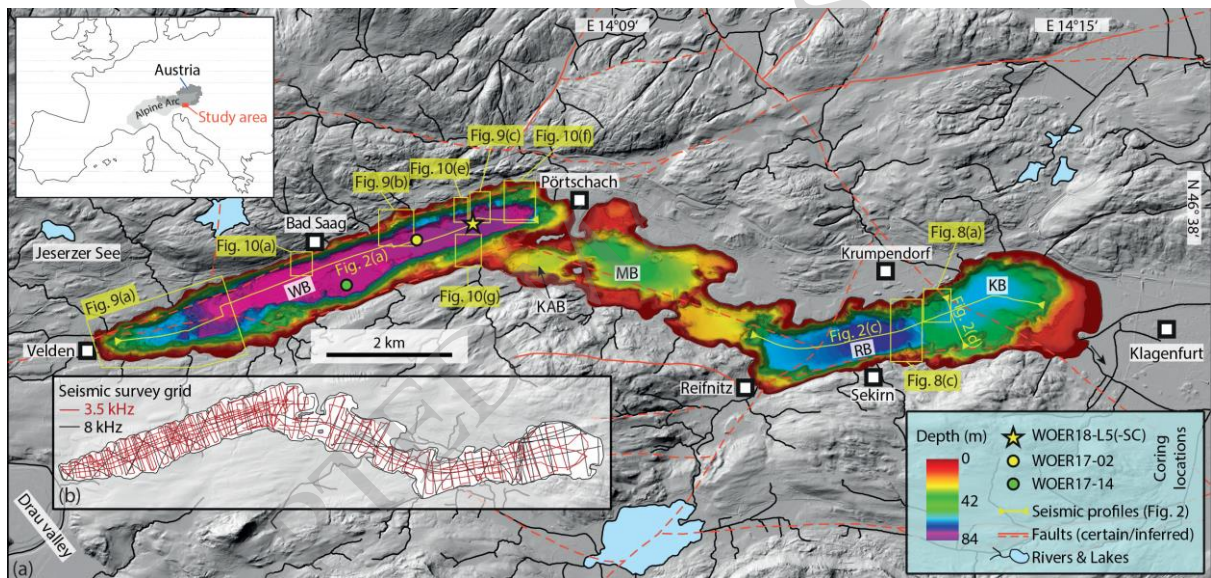 E 14°09'
E 14°15'
N 46° 38'
Austria
Alpine Arc
Study area
Fig. 9(c)
Fig. 10(f)
Fig. 10(e)
Fig. 9(b)
Pörtschach
Bad Saag
Jeserzer See
Fig. 10(a)
Fig. 2(a)
WB
Fig. 9(a)
Krumpendorf
Fig. 8(a)
MB
KB
KAB
Fig. 10(g)
Velden
2 km
Fig. 2(c)
Fig. 2(d)
RB
Klagenfurt
Reifnitz
Sekirn
Fig. 8(c)
Seismic survey grid
3.5 kHz
8 kHz
(b)
Drau valley
(a)
Depth (m)
0
42
84
WOER18-L5(-SC)
WOER17-02
WOER17-14
Coring
locations
Seismic profiles (Fig. 2)
Faults (certain/inferred)
Rivers & Lakes